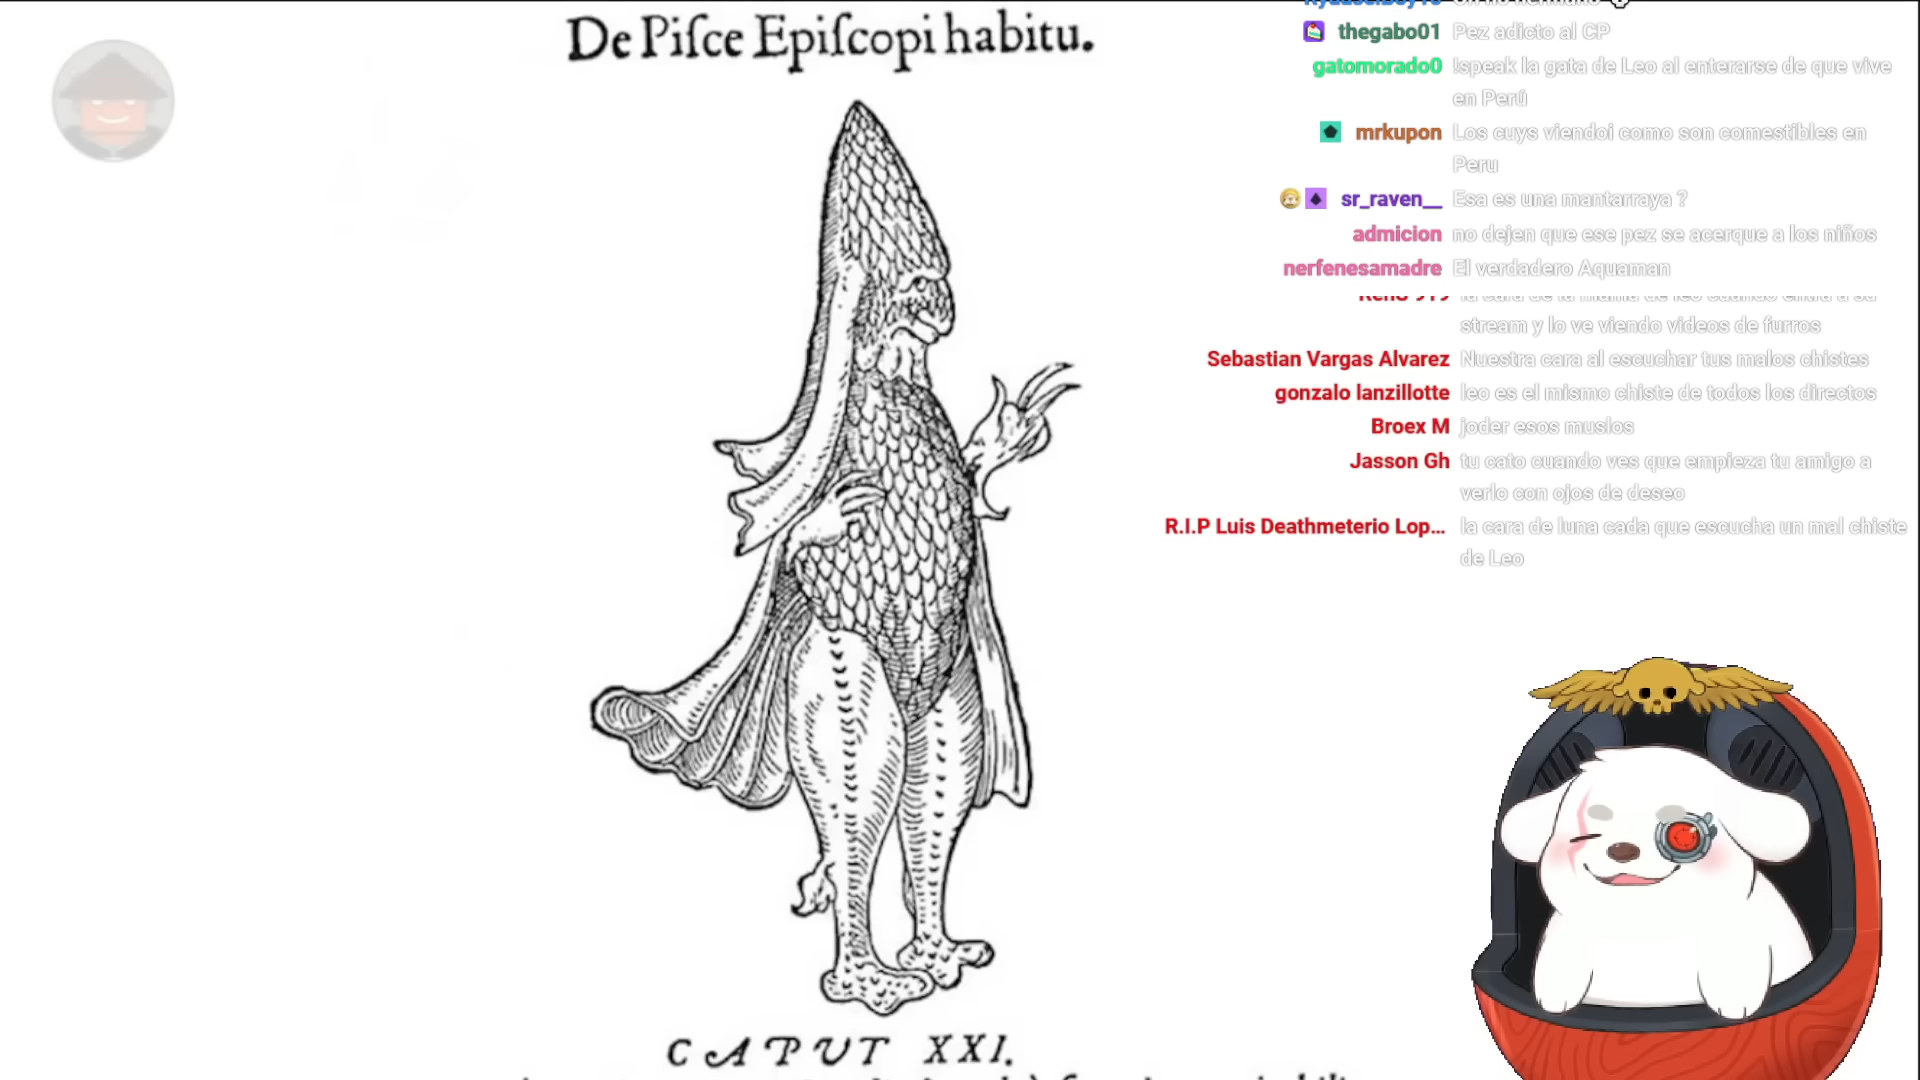 De Piſce Epiſcopi habitu.
thegabo01 Pez adicto al CP
gatomorado0 !speak la gata de Leo al enterarse de que vive
en Perú
mrkupon Los cuys viendoi como son comestibles en
Peru
sr_raven__ Esa es una mantarraya ?
admicion no dejen que ese pez se acerque a los niños
nerfenesamadre El verdadero Aquaman
stream y lo ve viendo videos de furros
Sebastian Vargas Alvarez Nuestra cara al escuchar tus malos chistes
gonzalo lanzillotte leo es el mismo chiste de todos los directos
Broex M joder esos muslos
Jasson Gh tu cato cuando ves que empieza tu amigo a
verlo con ojos de deseo
R.I.P Luis Deathmeterio Lop... la cara de luna cada que escucha un mal chiste
de Leo
CAPUT XXI.